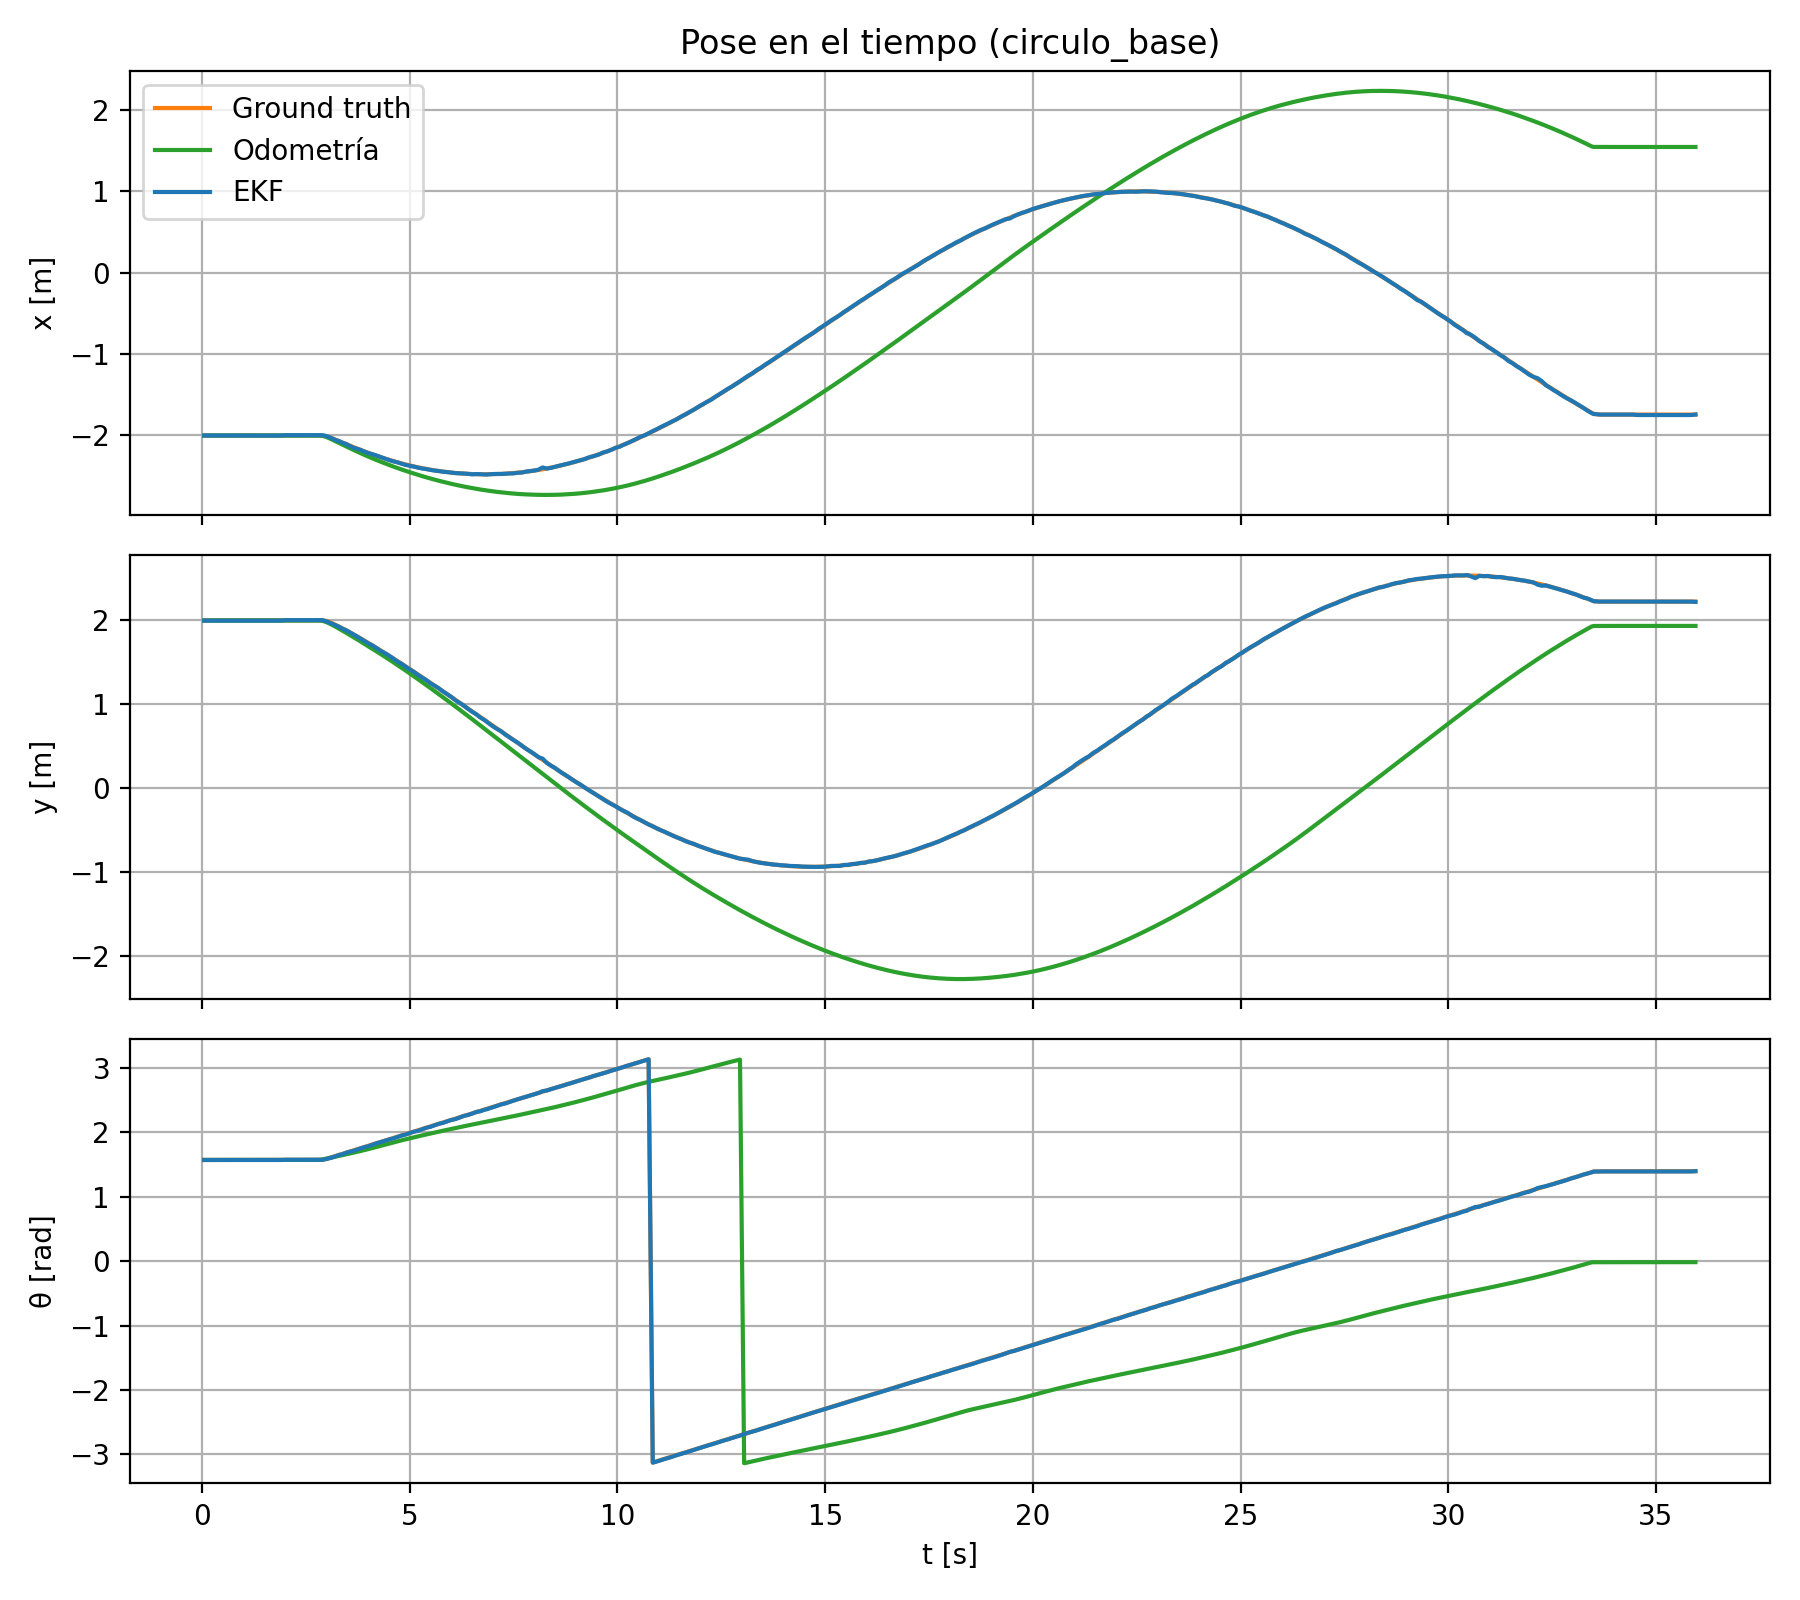 Pose en el tiempo (circulo_base)
Ground truth
Odometría
EKF
x [m]
2
1
0
−1
−2
y [m]
2
1
0
−1
−2
θ [rad]
3
2
1
0
−1
−2
−3
0 5 10 15 20 25 30 35
t [s]